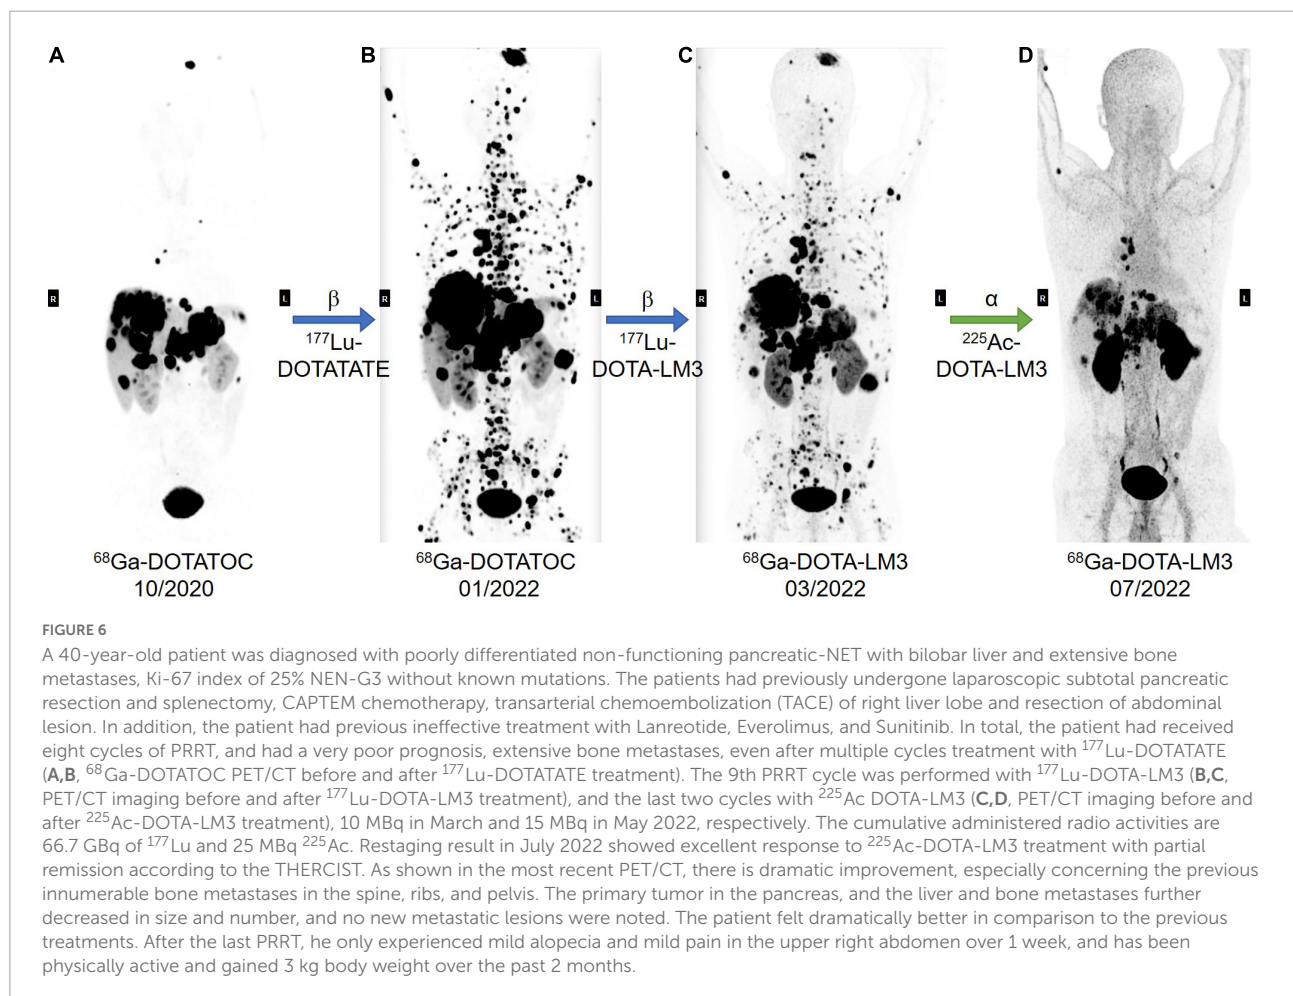 A
B
C
D
R
L
β
177Lu-
DOTATATE
R
L
β
177Lu-
DOTA-LM3
R
L
α
225Ac-
DOTA-LM3
R
L
68Ga-DOTATOC
10/2020
68Ga-DOTATOC
01/2022
68Ga-DOTA-LM3
03/2022
68Ga-DOTA-LM3
07/2022
FIGURE 6
A 40-year-old patient was diagnosed with poorly differentiated non-functioning pancreatic-NET with bilobar liver and extensive bone
metastases, Ki-67 index of 25% NEN-G3 without known mutations. The patients had previously undergone laparoscopic subtotal pancreatic
resection and splenectomy, CAPTEM chemotherapy, transarterial chemoembolization (TACE) of right liver lobe and resection of abdominal
lesion. In addition, the patient had previous ineffective treatment with Lanreotide, Everolimus, and Sunitinib. In total, the patient had received
eight cycles of PRRT, and had a very poor prognosis, extensive bone metastases, even after multiple cycles treatment with 177Lu-DOTATATE
(A,B, 68Ga-DOTATOC PET/CT before and after 177Lu-DOTATATE treatment). The 9th PRRT cycle was performed with 177Lu-DOTA-LM3 (B,C,
PET/CT imaging before and after 177Lu-DOTA-LM3 treatment), and the last two cycles with 225Ac DOTA-LM3 (C,D, PET/CT imaging before and
after 225Ac-DOTA-LM3 treatment), 10 MBq in March and 15 MBq in May 2022, respectively. The cumulative administered radio activities are
66.7 GBq of 177Lu and 25 MBq 225Ac. Restaging result in July 2022 showed excellent response to 225Ac-DOTA-LM3 treatment with partial
remission according to the THERCIST. As shown in the most recent PET/CT, there is dramatic improvement, especially concerning the previous
innumerable bone metastases in the spine, ribs, and pelvis. The primary tumor in the pancreas, and the liver and bone metastases further
decreased in size and number, and no new metastatic lesions were noted. The patient felt dramatically better in comparison to the previous
treatments. After the last PRRT, he only experienced mild alopecia and mild pain in the upper right abdomen over 1 week, and has been
physically active and gained 3 kg body weight over the past 2 months.